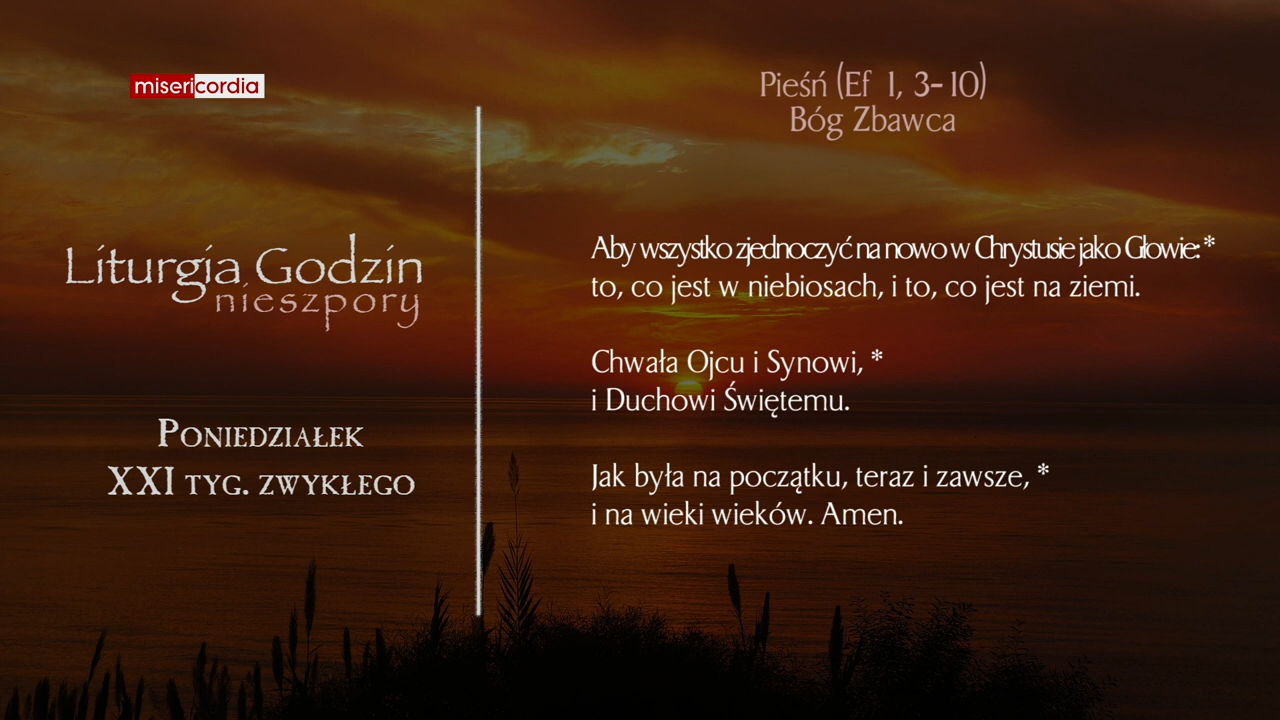 misericordia
Liturgia Godzin
nieszpory
Poniedziałek
XXI tyg. zwykłego
Pieśń (Ef 1, 3-10)
Bóg Zbawca
Aby wszystko zjednoczyć na nowo w Chrystusie jako Głowie: *
to, co jest w niebiosach, i to, co jest na ziemi.
Chwała Ojcu i Synowi, *
i Duchowi Świętemu.
Jak była na początku, teraz i zawsze, *
i na wieki wieków. Amen.